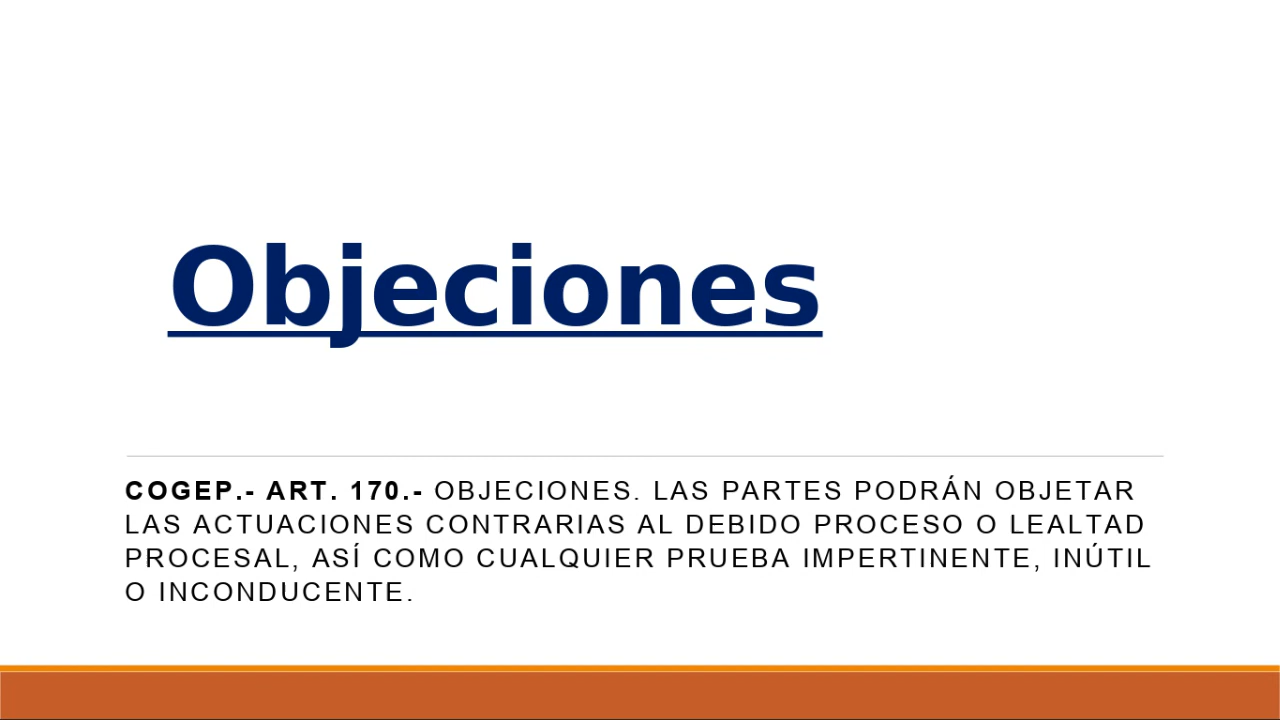 Objeciones
COGEP.- ART. 170.- OBJECIONES. LAS PARTES PODRÁN OBJETAR
LAS ACTUACIONES CONTRARIAS AL DEBIDO PROCESO O LEALTAD
PROCESAL, ASÍ COMO CUALQUIER PRUEBA IMPERTINENTE, INÚTIL
O INCONDUCENTE.